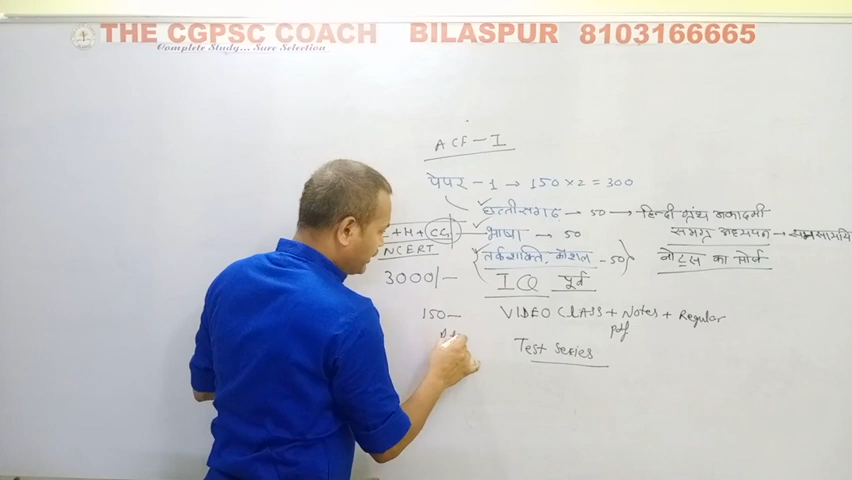 THE CGPSC COACH BILASPUR 8103166665
Complete Study... Sure Selection
ACF-I
पेपर - 1 → 150 × 2 = 300
छत्तीसगढ़ - 50 → हिन्दी ग्रंथ अकादमी
+H+ CG भाषा → 50 समग्र अध्ययन →
NCERT तर्कशक्ति, कौशल - 50 नोट्स का सोर्स
3000/- IQ पूर्व
150- VIDEO CLASS + Notes + Regular
pdf
Test Series